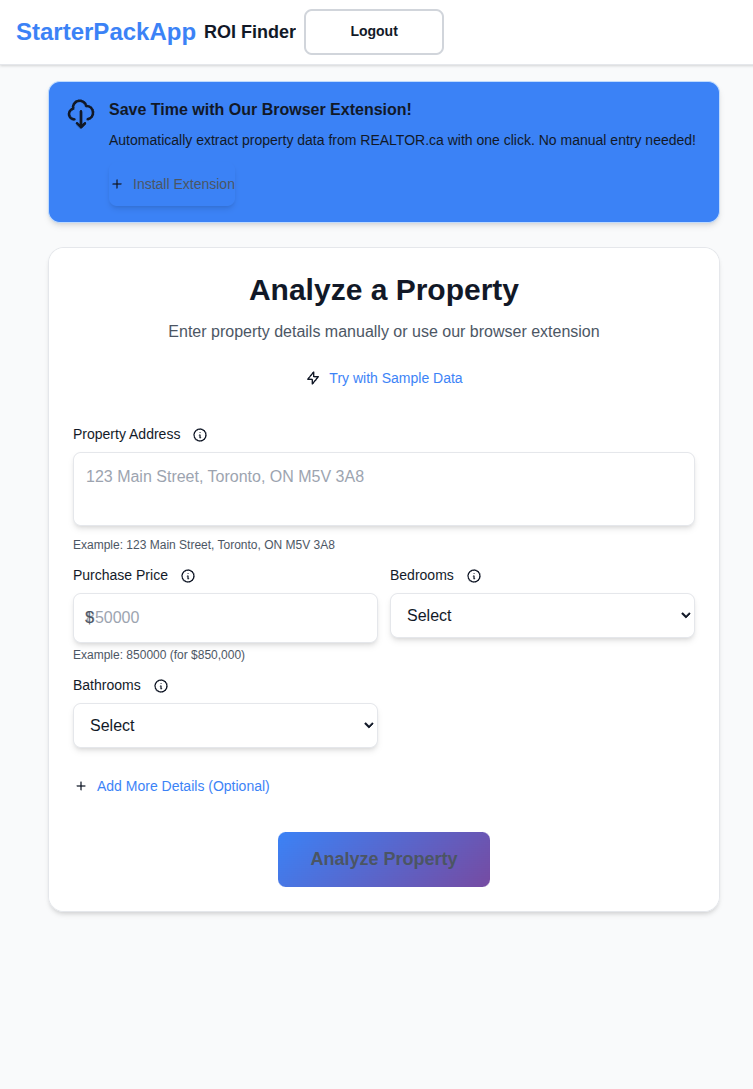 StarterPackApp ROI Finder Logout
Save Time with Our Browser Extension!
Automatically extract property data from REALTOR.ca with one click. No manual entry needed!
Install Extension
Analyze a Property
Enter property details manually or use our browser extension
Try with Sample Data
Property Address
123 Main Street, Toronto, ON M5V 3A8
Example: 123 Main Street, Toronto, ON M5V 3A8
Purchase Price Bedrooms
$50000 Select
Example: 850000 (for $850,000)
Bathrooms
Select
Add More Details (Optional)
Analyze Property